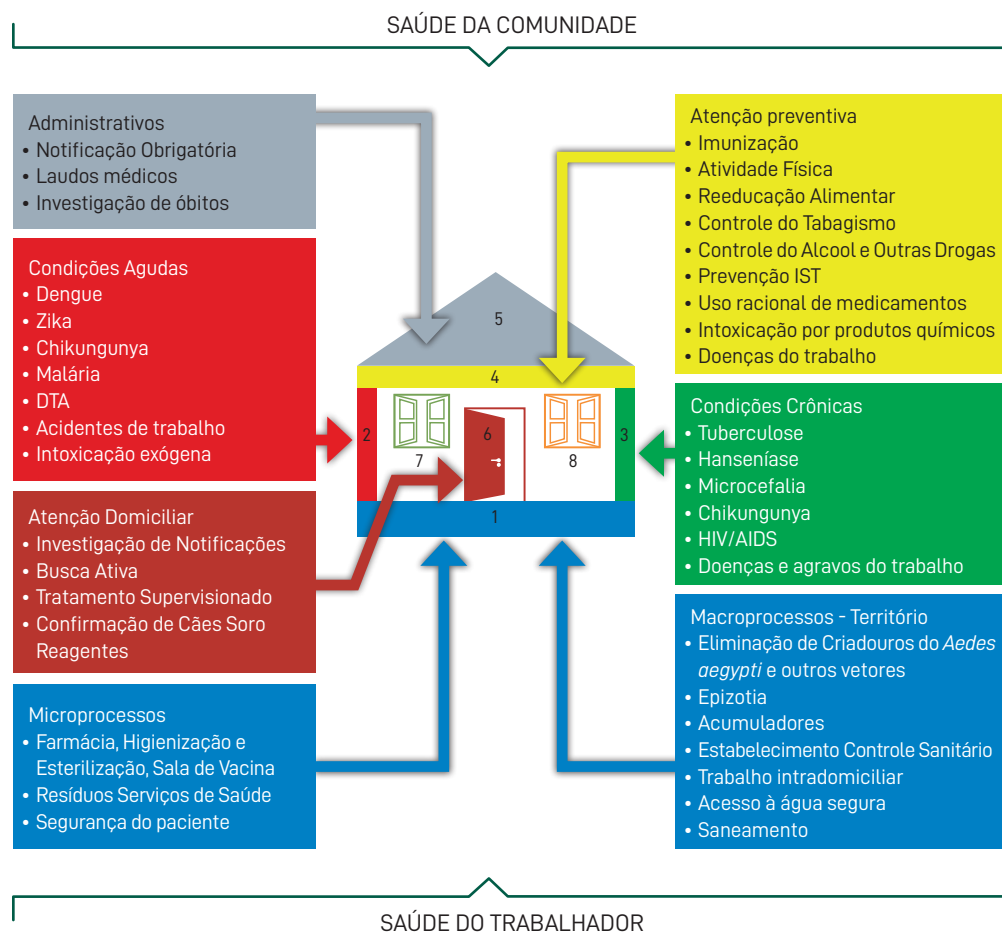 SAÚDE DA COMUNIDADE
Administrativos
• Notificação Obrigatória
• Laudos médicos
• Investigação de óbitos
Condições Agudas
• Dengue
• Zika
• Chikungunya
• Malária
• DTA
• Acidentes de trabalho
• Intoxicação exógena
Atenção Domiciliar
• Investigação de Notificações
• Busca Ativa
• Tratamento Supervisionado
• Confirmação de Cães Soro
Reagentes
Microprocessos
• Farmácia, Higienização e
Esterilização, Sala de Vacina
• Resíduos Serviços de Saúde
• Segurança do paciente
5
4
2
6
3
7
8
1
Atenção preventiva
• Imunização
• Atividade Física
• Reeducação Alimentar
• Controle do Tabagismo
• Controle do Alcool e Outras Drogas
• Prevenção IST
• Uso racional de medicamentos
• Intoxicação por produtos químicos
• Doenças do trabalho
Condições Crônicas
• Tuberculose
• Hanseníase
• Microcefalia
• Chikungunya
• HIV/AIDS
• Doenças e agravos do trabalho
Macroprocessos - Território
• Eliminação de Criadouros do Aedes
aegypti e outros vetores
• Epizotia
• Acumuladores
• Estabelecimento Controle Sanitário
• Trabalho intradomiciliar
• Acesso à água segura
• Saneamento
SAÚDE DO TRABALHADOR